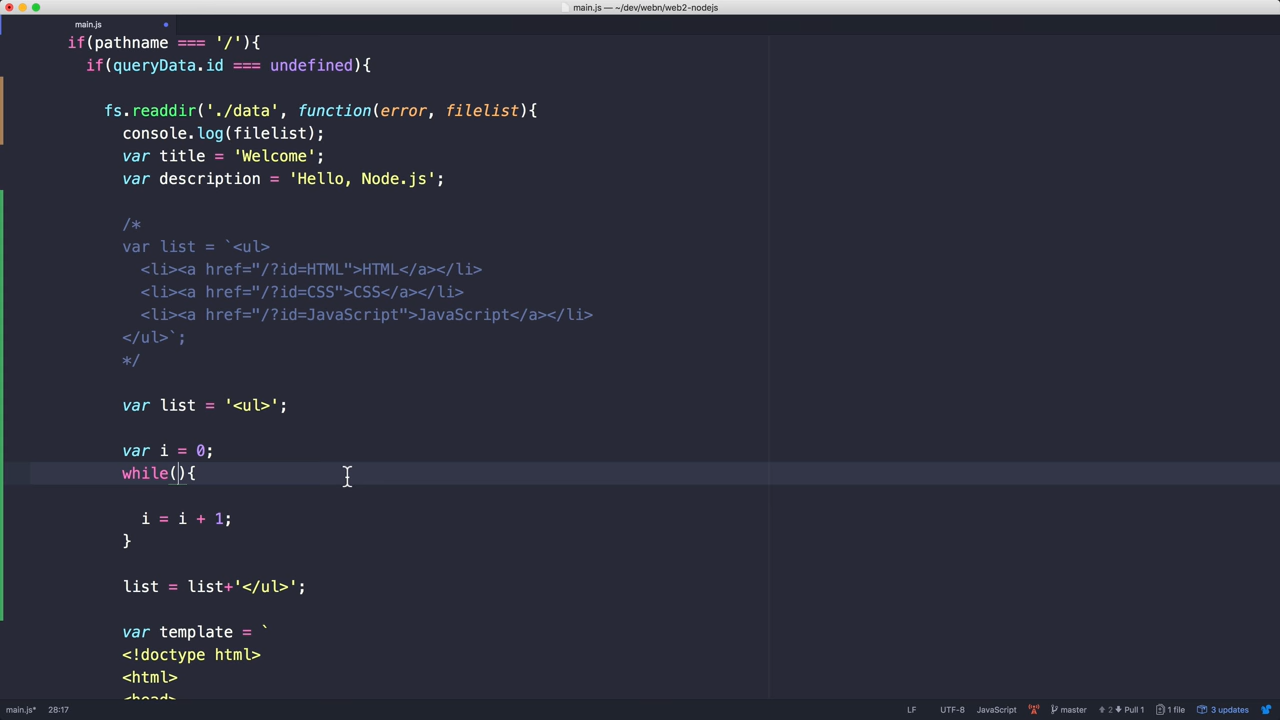 main.js — ~/dev/webn/web2-nodejs
main.js
if(pathname === '/'){
if(queryData.id === undefined){
fs.readdir('./data', function(error, filelist){
console.log(filelist);
var title = 'Welcome';
var description = 'Hello, Node.js';
/*
var list = `<ul>
<li><a href="/?id=HTML">HTML</a></li>
<li><a href="/?id=CSS">CSS</a></li>
<li><a href="/?id=JavaScript">JavaScript</a></li>
</ul>`;
*/
var list = '<ul>';
var i = 0;
while(){
i = i + 1;
}
list = list+'</ul>';
var template = `
<!doctype html>
<html>
<head>
main.js* 28:17 LF UTF-8 JavaScript master 2 Pull 1 1 file 3 updates